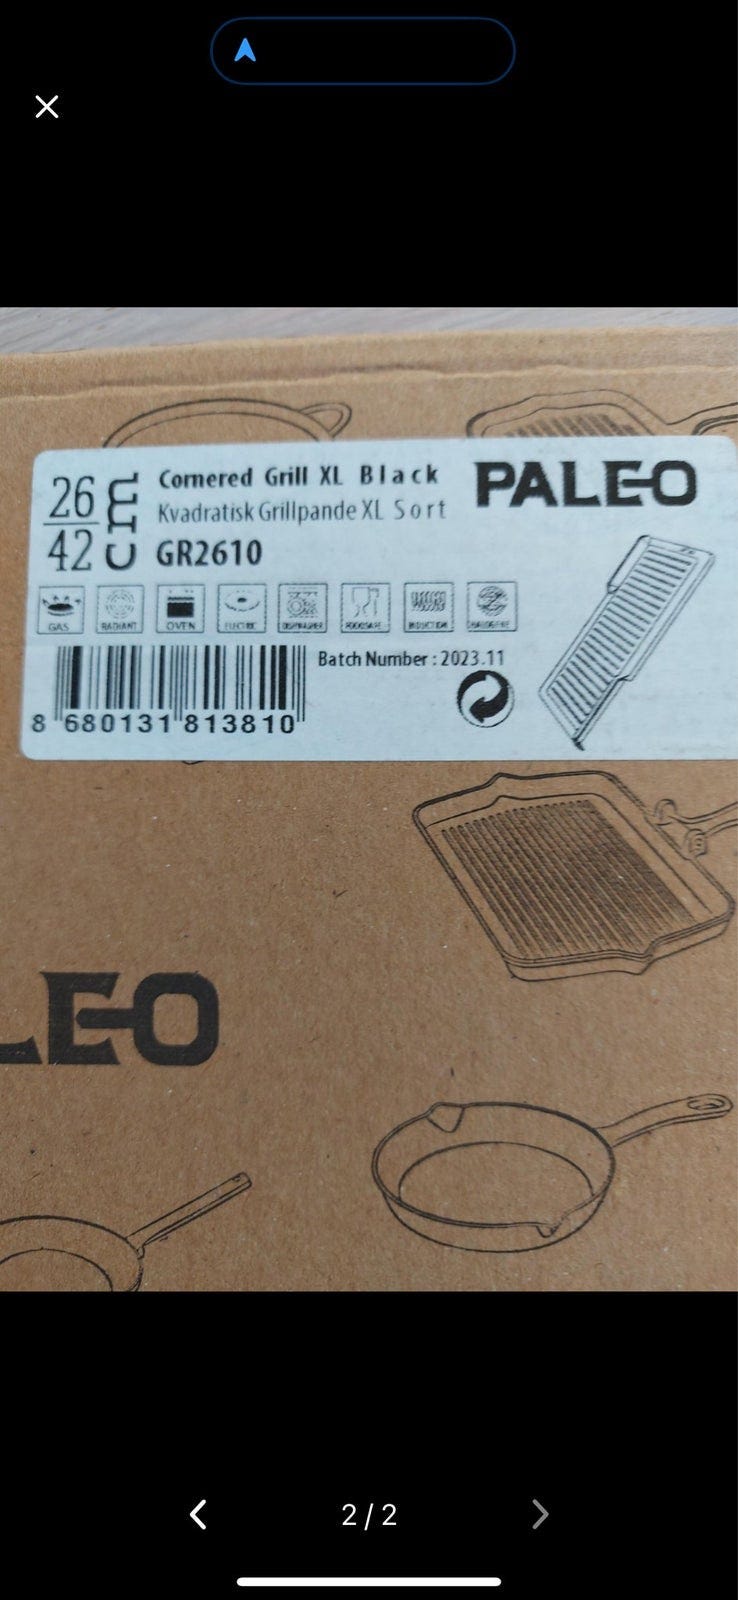 26
42
cm
Cornered Grill XL Black
Kvadratisk Grillpande XL Sort
GR2610
PALEO
GAS
RADIANT
OVEN
ELECTRIC
DISHWASHER
FOODSAFE
INDUCTION
Batch Number : 2023.11
8 680131 813810
LEO
2 / 2